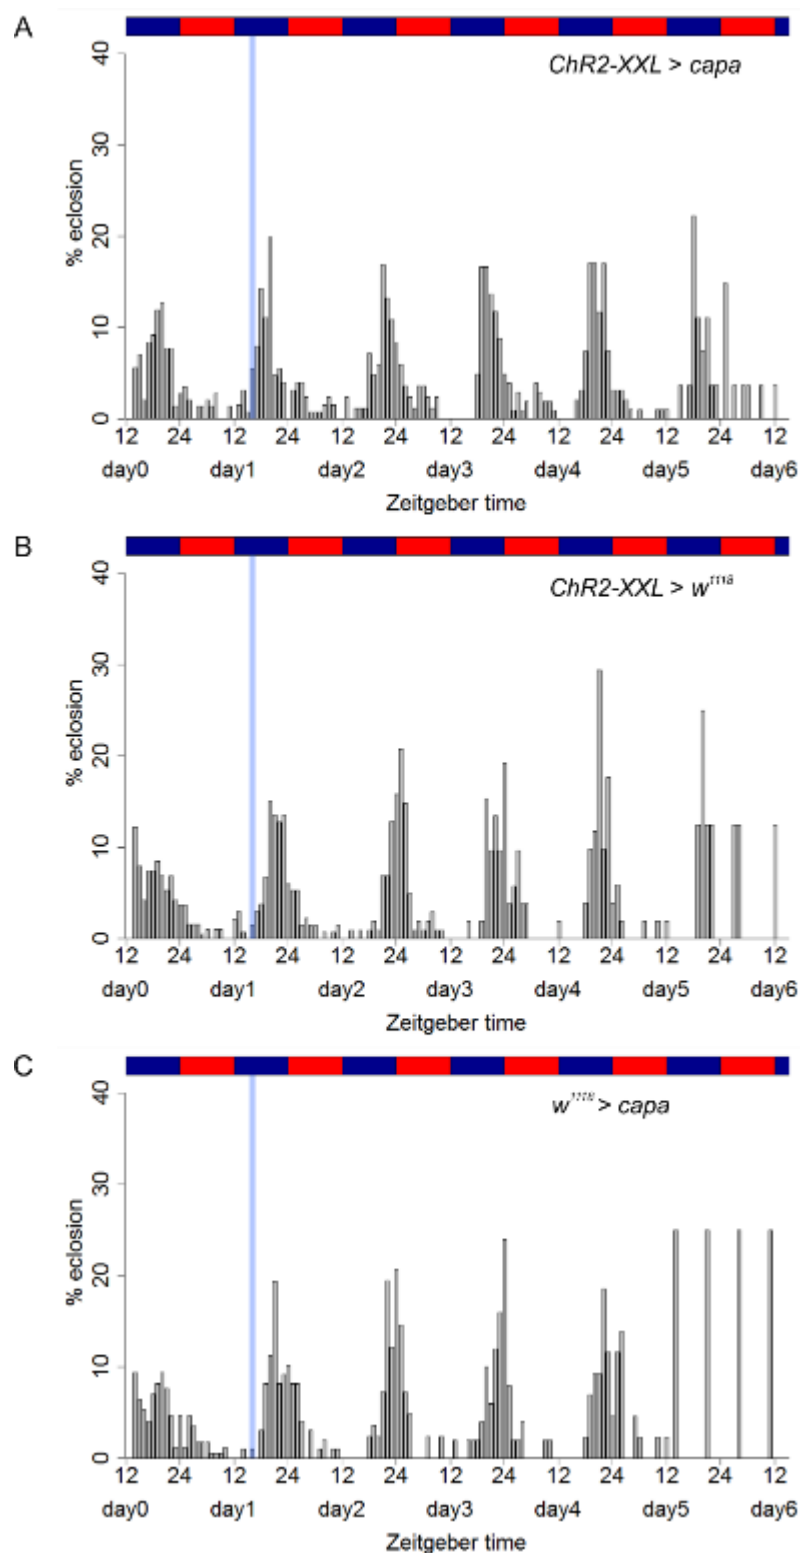 A
ChR2-XXL > capa
40
30
20
10
0
% eclosion
12 24 12 24 12 24 12 24 12 24 12 24 12
day0 day1 day2 day3 day4 day5 day6
Zeitgeber time
B
ChR2-XXL > w¹¹¹⁸
40
30
20
10
0
% eclosion
12 24 12 24 12 24 12 24 12 24 12 24 12
day0 day1 day2 day3 day4 day5 day6
Zeitgeber time
C
w¹¹¹⁸ > capa
40
30
20
10
0
% eclosion
12 24 12 24 12 24 12 24 12 24 12 24 12
day0 day1 day2 day3 day4 day5 day6
Zeitgeber time